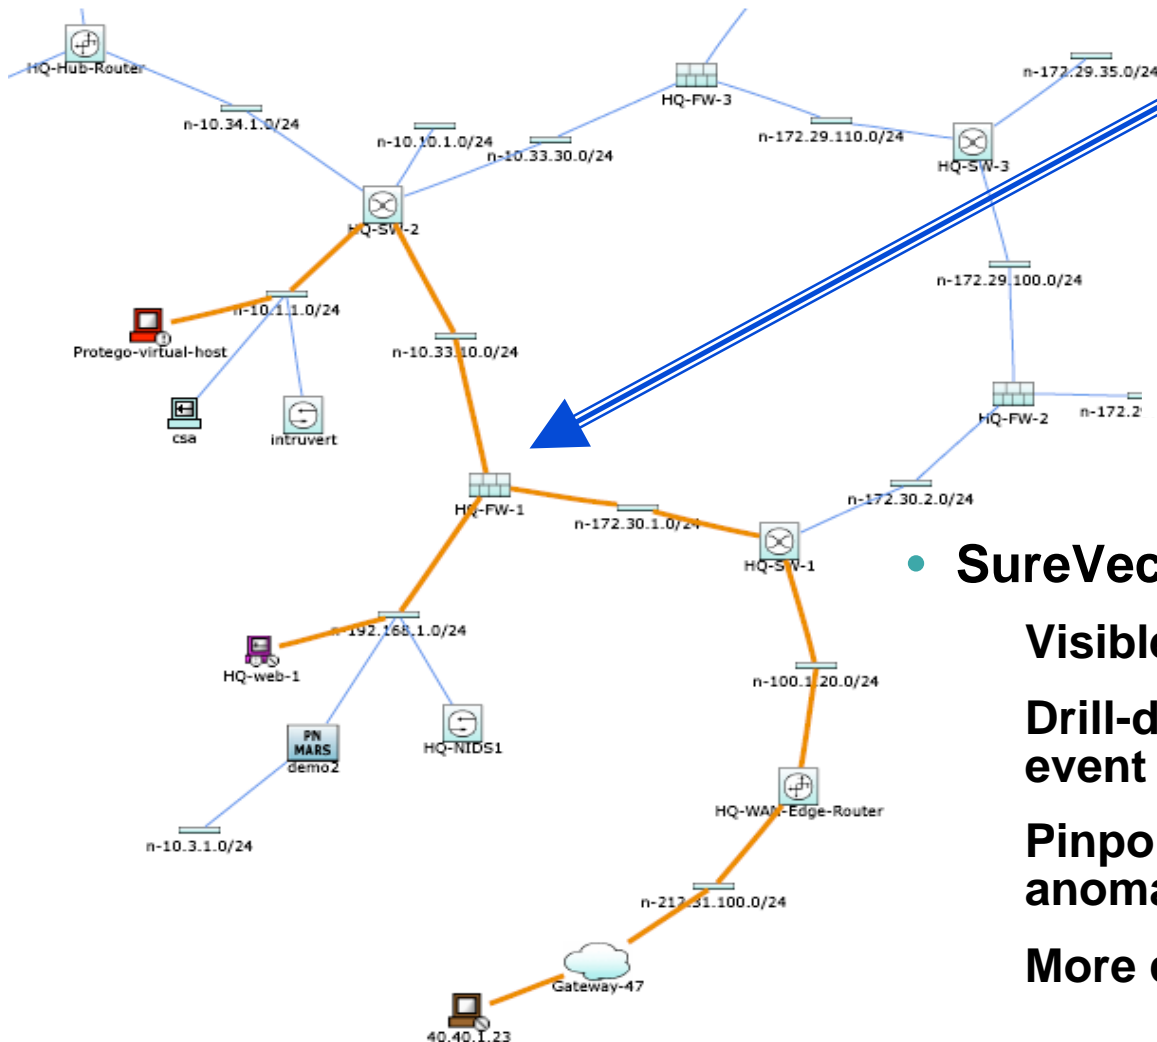 HQ-Hub-Router
n-10.34.1.0/24
n-10.10.1.0/24
n-10.33.30.0/24
HQ-FW-3
n-172.29.110.0/24
n-172.29.35.0/24
HQ-SW-3
HQ-SW-2
n-172.29.100.0/24
n-10.1.1.0/24
Protego-virtual-host
n-10.33.10.0/24
csa
intruvert
HQ-FW-2
n-172.2
HQ-FW-1
n-172.30.1.0/24
n-172.30.2.0/24
HQ-SW-1
n-192.168.1.0/24
HQ-web-1
PN
MARS
demo2
HQ-NIDS1
n-10.3.1.0/24
n-100.1.20.0/24
HQ-WAN-Edge-Router
n-212.31.100.0/24
Gateway-47
40.40.1.23
• SureVec
Visible
Drill-d
event
Pinpo
anoma
More